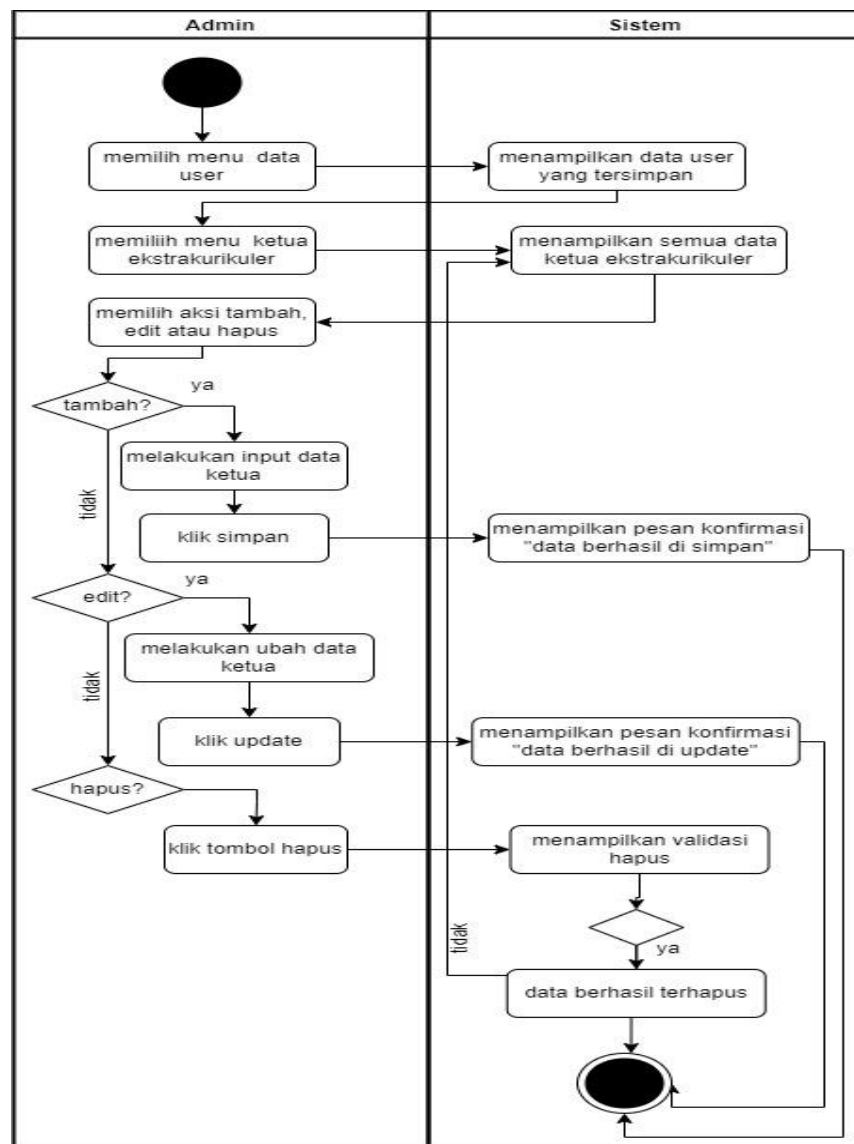 Admin
Sistem
memilih menu data
user
menampilkan data user
yang tersimpan
memiliih menu ketua
ekstrakurikuler
menampilkan semua data
ketua ekstrakurikuler
memilih aksi tambah,
edit atau hapus
tambah?
ya
tidak
melakukan input data
ketua
klik simpan
menampilkan pesan konfirmasi
"data berhasil di simpan"
edit?
ya
tidak
melakukan ubah data
ketua
klik update
menampilkan pesan konfirmasi
"data berhasil di update"
hapus?
klik tombol hapus
menampilkan validasi
hapus
tidak
ya
data berhasil terhapus